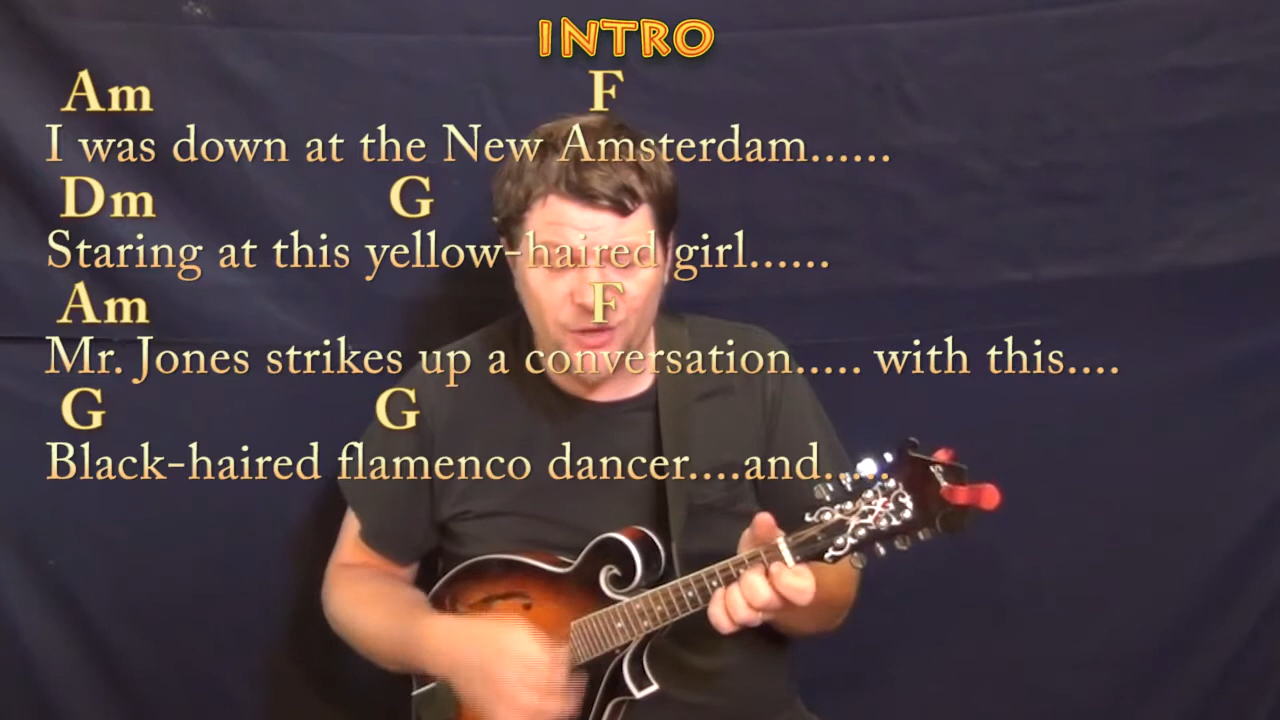 INTRO
Am F
I was down at the New Amsterdam......
Dm G
Staring at this yellow-haired girl......
Am F
Mr. Jones strikes up a conversation..... with this....
G G
Black-haired flamenco dancer....and.....